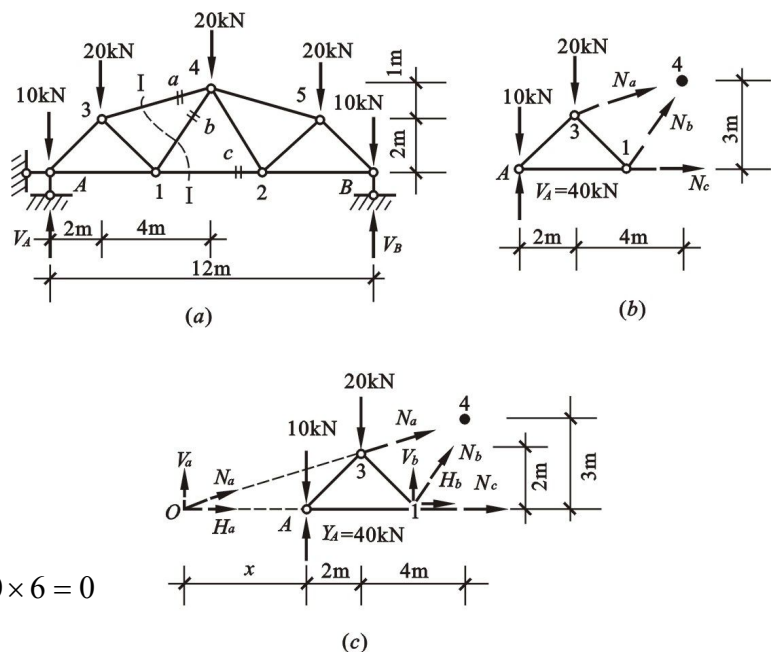 20kN
4
20kN
I
a
20kN
10kN
5
10kN
1m
3
b
c
2m
A
1
I
2
B
V_A
2m
4m
V_B
12m
(a)
20kN
4
N_a
10kN
3
N_b
3m
1
A
V_A=40kN
N_c
2m
4m
(b)
20kN
4
10kN
N_a
V_a
N_a
3
V_b
N_b
H_b
N_c
2m
3m
O
H_a
A
Y_A=40kN
1
x
2m
4m
×6=0
(c)